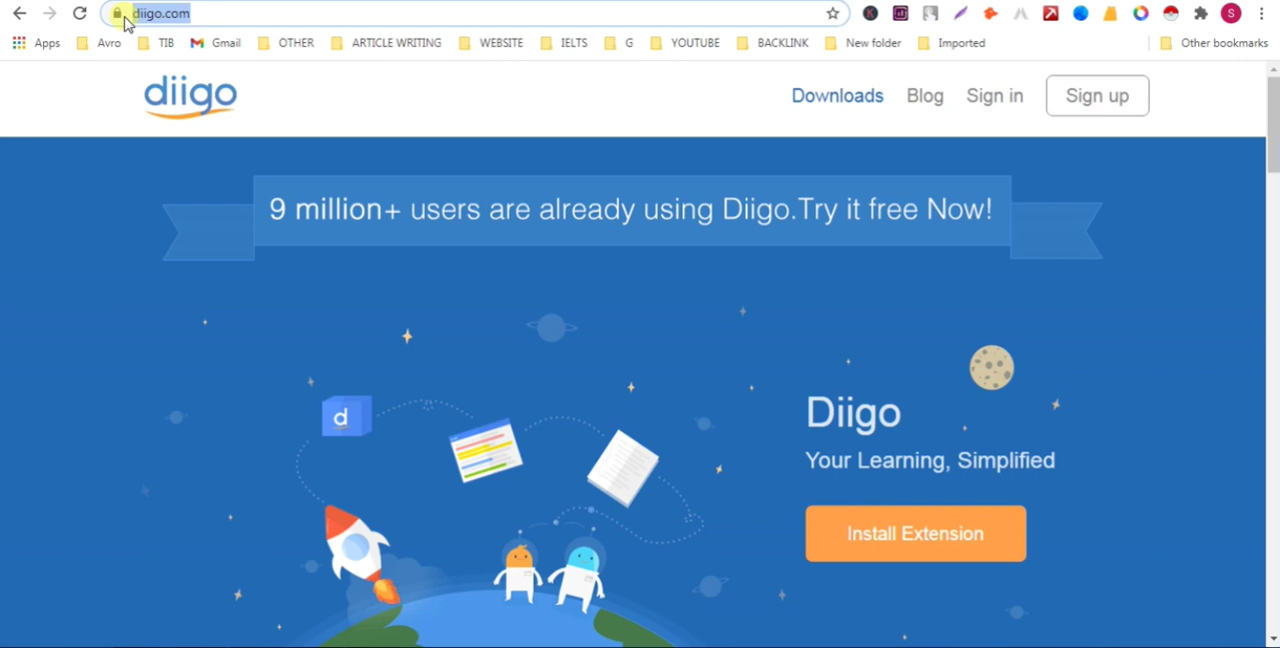 diigo.com
Apps Avro TIB Gmail OTHER ARTICLE WRITING WEBSITE IELTS G YOUTUBE BACKLINK New folder Imported Other bookmarks
diigo Downloads Blog Sign in Sign up
9 million+ users are already using Diigo.Try it free Now!
d
Diigo
Your Learning, Simplified
Install Extension